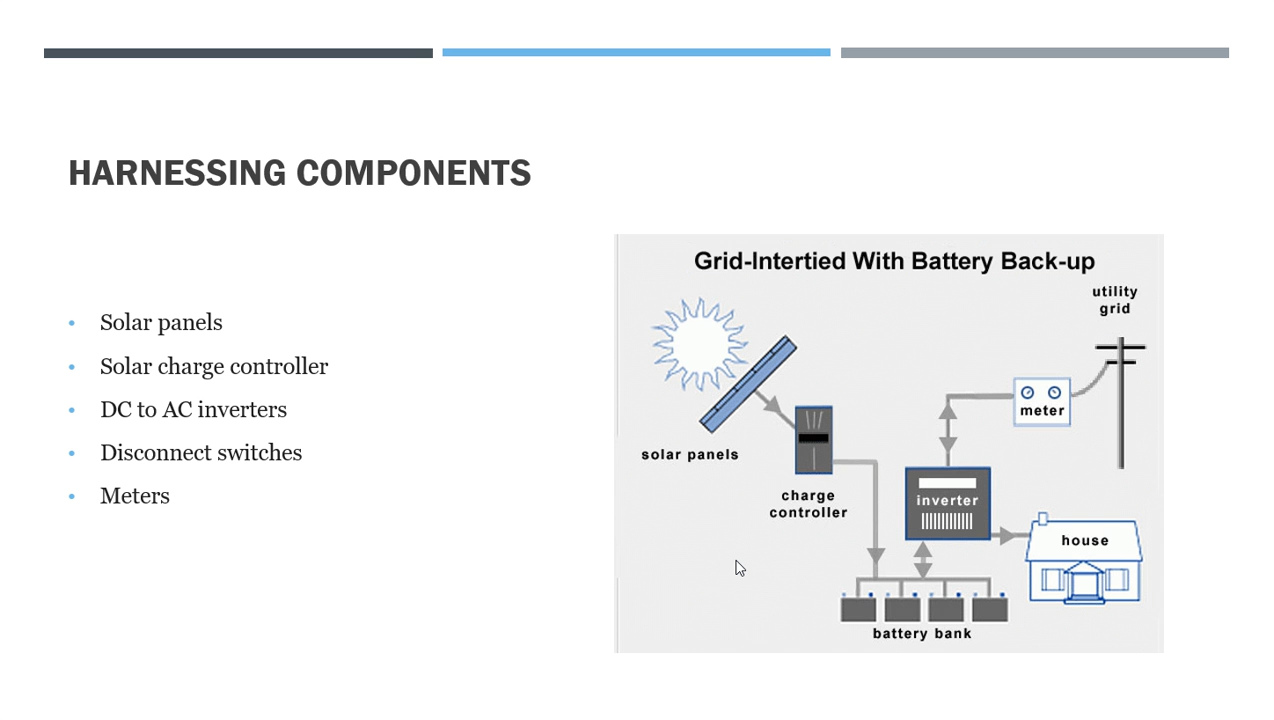 HARNESSING COMPONENTS
• Solar panels
• Solar charge controller
• DC to AC inverters
• Disconnect switches
• Meters
Grid-Intertied With Battery Back-up
utility
grid
meter
solar panels
charge
controller
inverter
house
battery bank